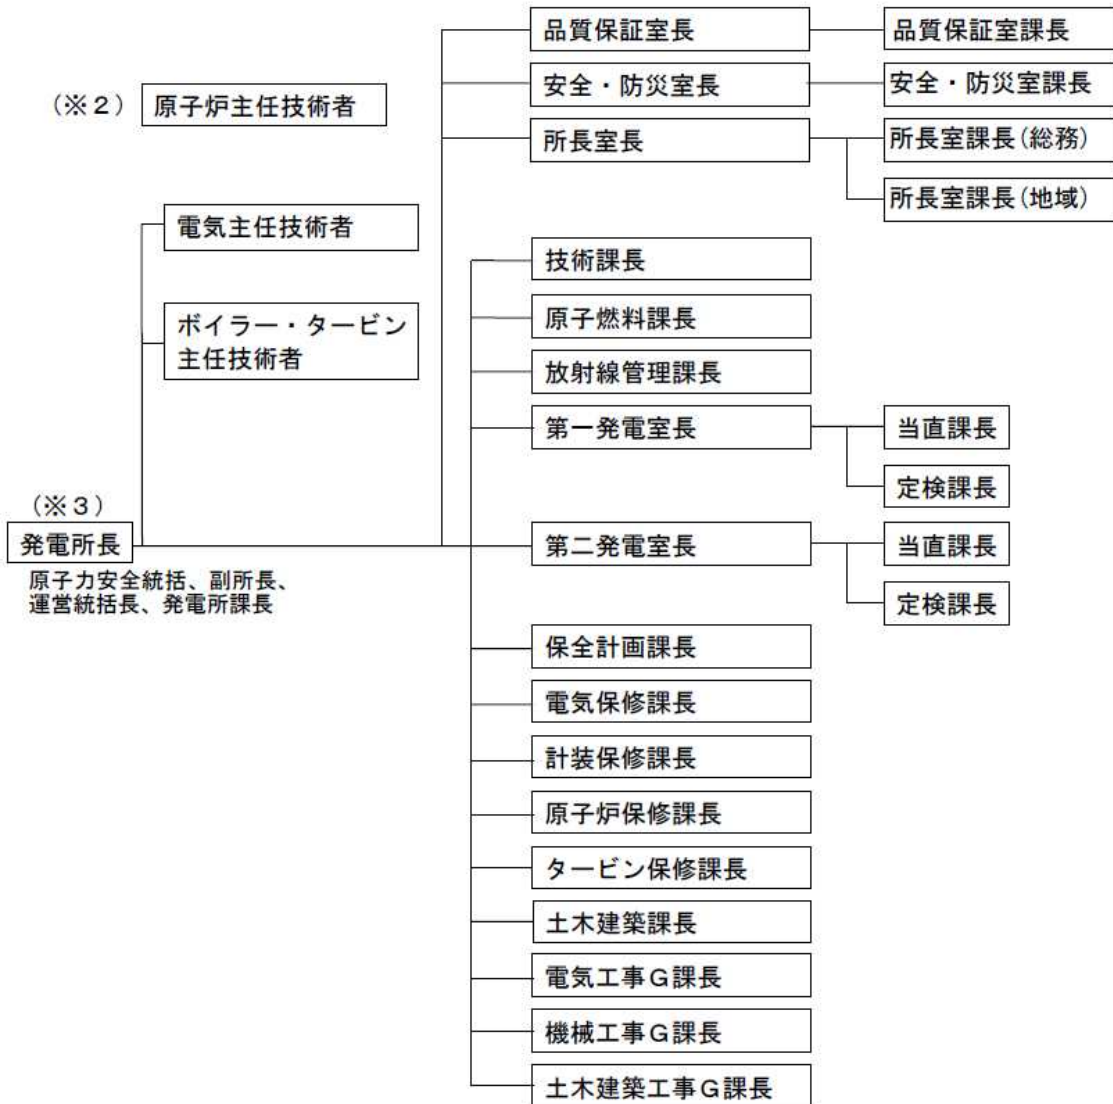 品質保証室長
品質保証室課長
安全・防災室長
安全・防災室課長
(※2)
原子炉主任技術者
所長室長
所長室課長(総務)
所長室課長(地域)
電気主任技術者
技術課長
ボイラー・タービン
主任技術者
原子燃料課長
放射線管理課長
第一発電室長
当直課長
定検課長
(※3)
発電所長
原子力安全統括、副所長、
運営統括長、発電所課長
第二発電室長
当直課長
定検課長
保全計画課長
電気保修課長
計装保修課長
原子炉保修課長
タービン保修課長
土木建築課長
電気工事G課長
機械工事G課長
土木建築工事G課長